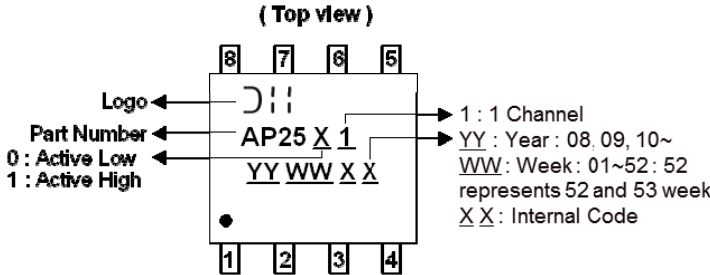 ( Top view )
8 7 6 5
Logo
Part Number
0 : Active Low
1 : Active High
AP25 X 1
YY WW X X
1 : 1 Channel
YY : Year : 08, 09, 10~
WW : Week : 01~52 : 52
represents 52 and 53 week
X X : Internal Code
1 2 3 4